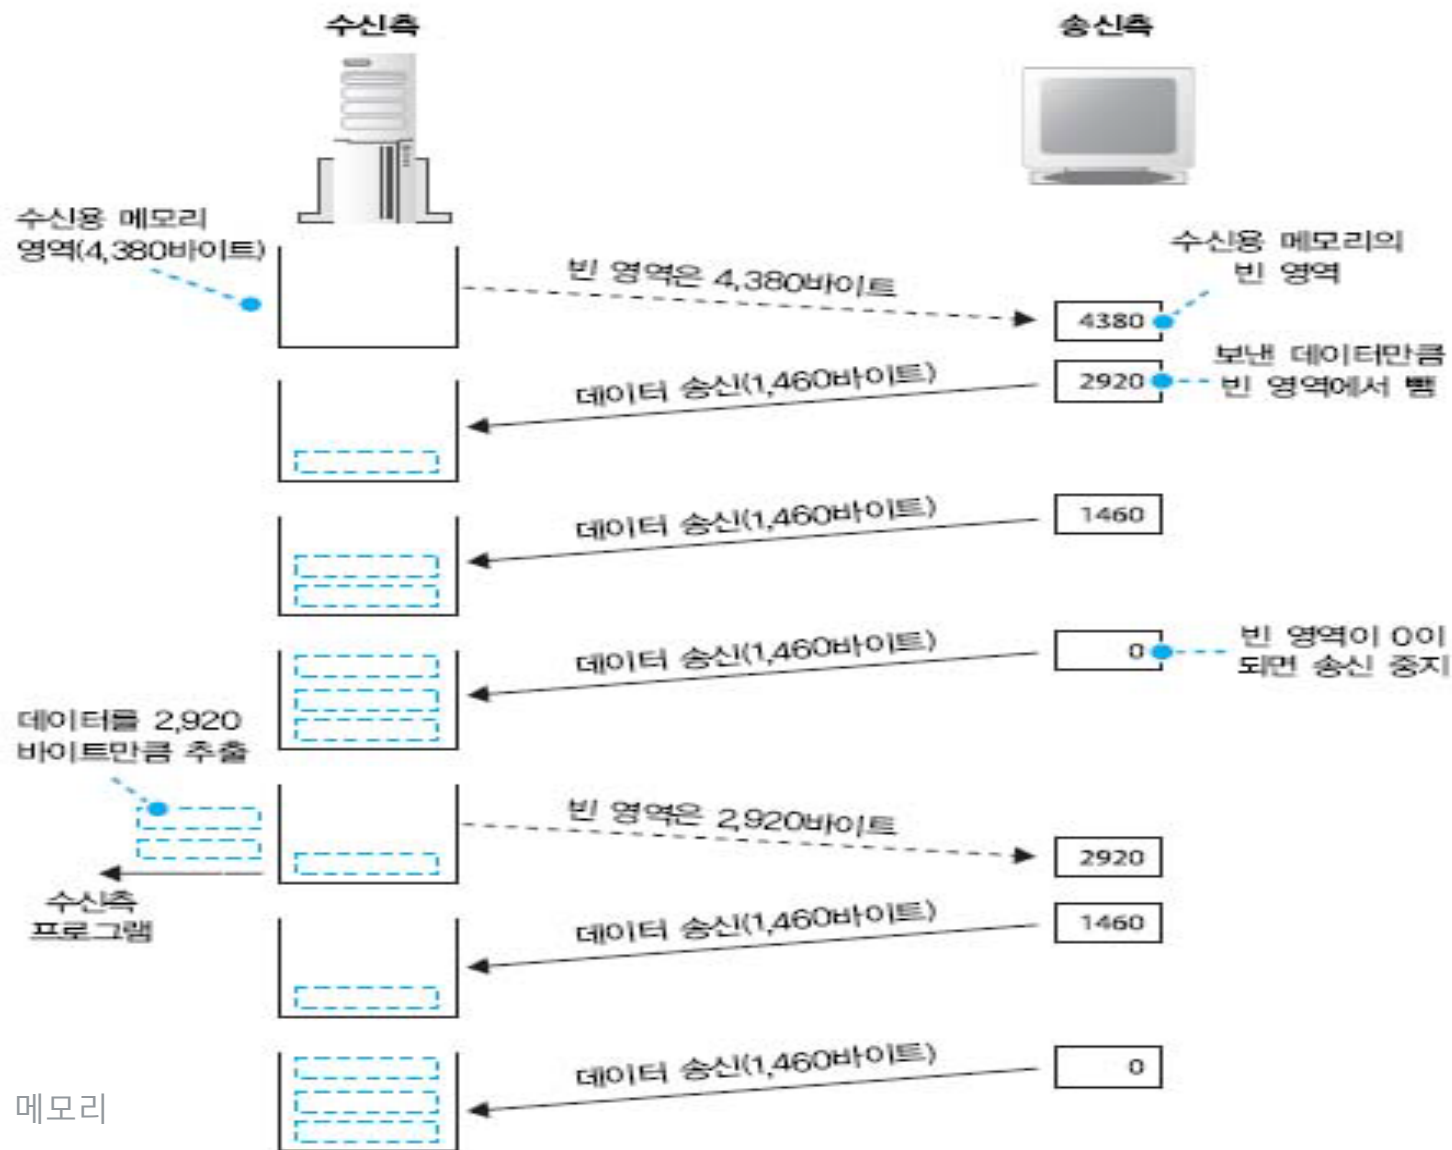 수신측
송신측
수신용 메모리
영역(4,380바이트)
빈 영역은 4,380바이트
수신용 메모리의
빈 영역
4380
데이터 송신(1,460바이트)
2920
보낸 데이터만큼
빈 영역에서 뺌
데이터 송신(1,460바이트)
1460
데이터 송신(1,460바이트)
0
빈 영역이 0이
되면 송신 중지
데이터를 2,920
바이트만큼 추출
빈 영역은 2,920바이트
2920
수신측
프로그램
데이터 송신(1,460바이트)
1460
데이터 송신(1,460바이트)
0
메모리